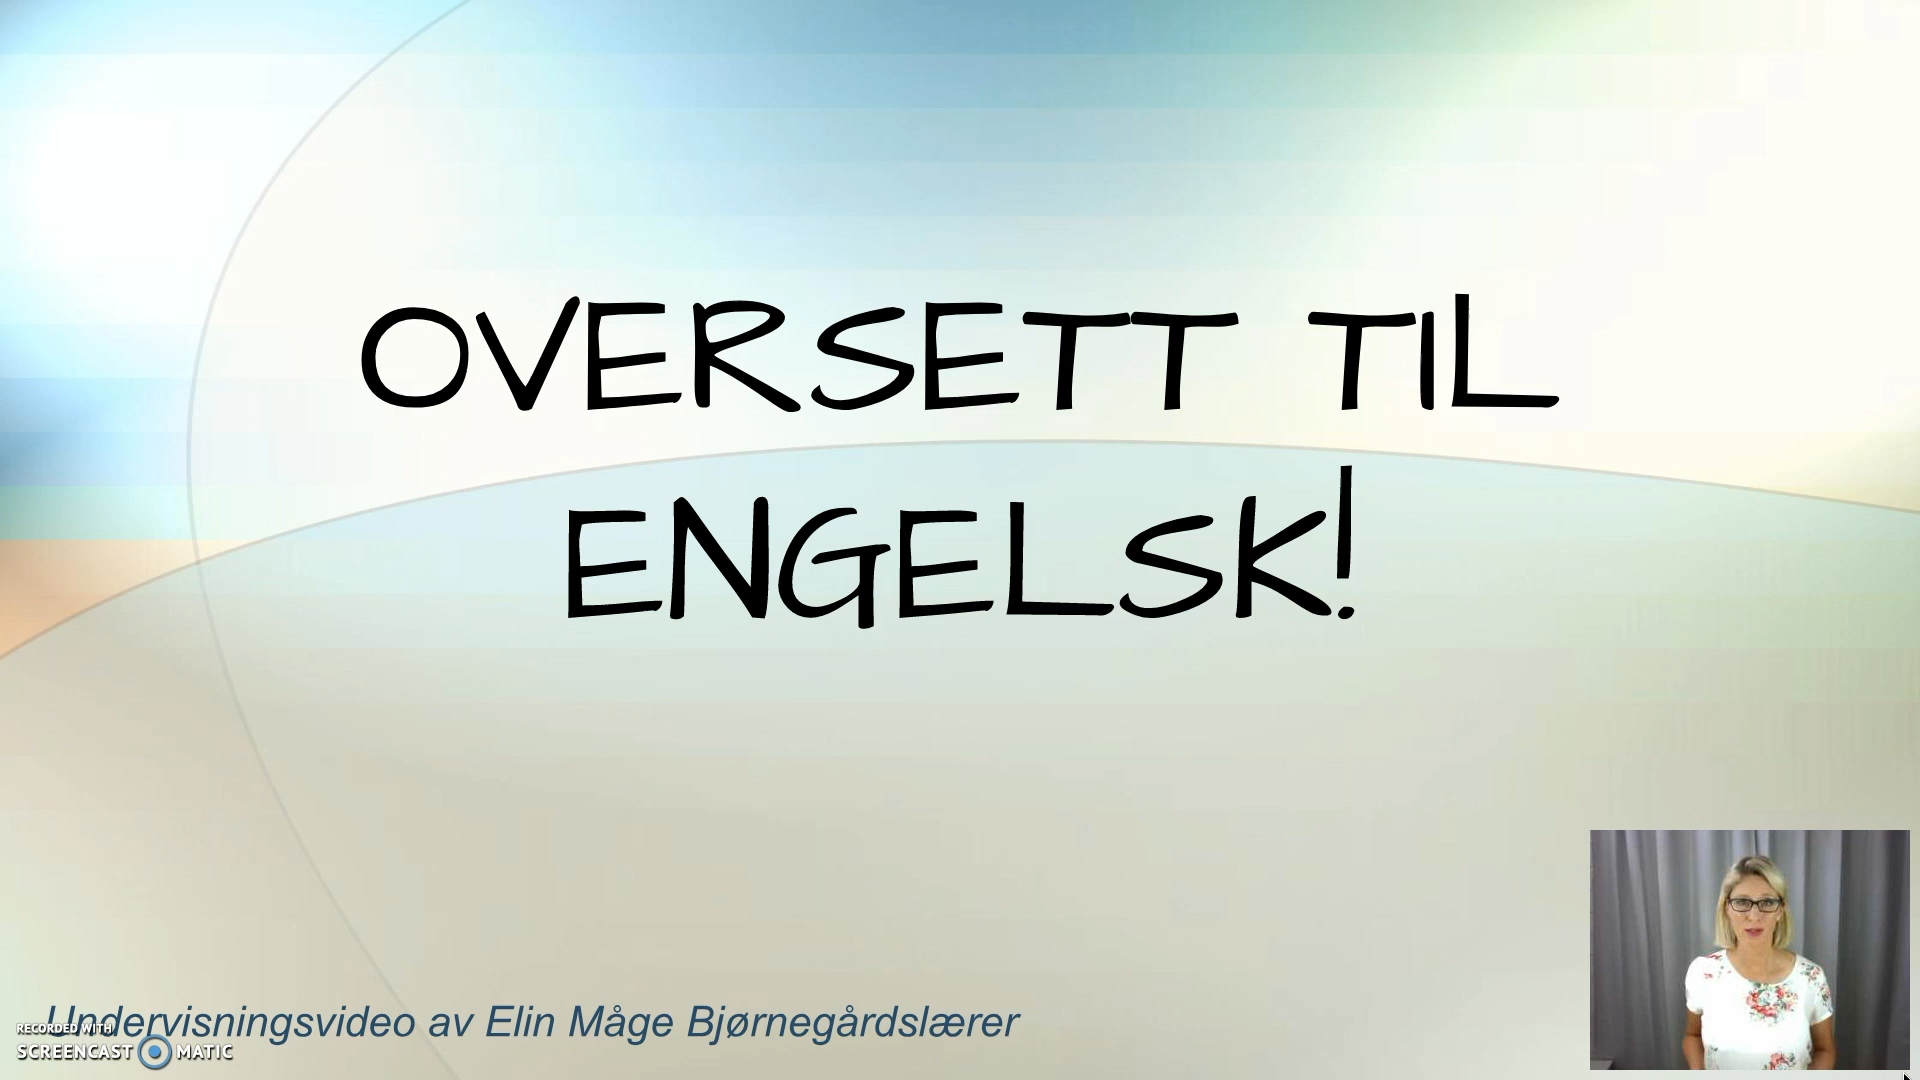 OVERSETT TIL
ENGELSK!
Undervisningsvideo av Elin Måge Bjørnegårdslærer
RECORDED WITH
SCREENCAST MATIC